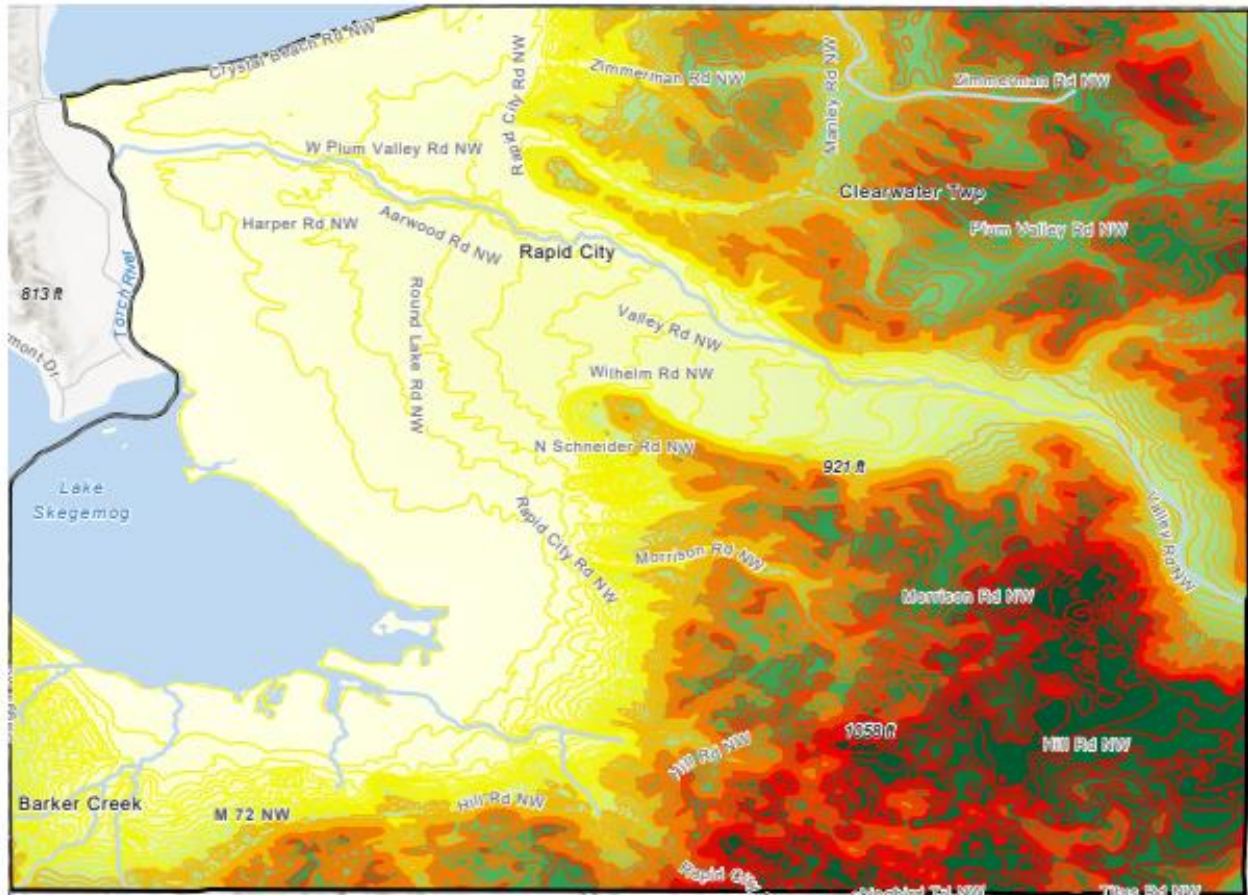 Crystal Beach Rd NW
Rapid City Rd NW
Zimmerman Rd NW
Manley Rd NW
Zimmerman Rd NW
W Plum Valley Rd NW
Clearwater Twp
Harper Rd NW
Aarwood Rd NW
Plum Valley Rd NW
Rapid City
Torch River
813 ft
Round Lake Rd NW
Valley Rd NW
mont Dr
Wilhelm Rd NW
N Schneider Rd NW
921 ft
Lake
Skegemog
Rapid City Rd NW
Valley Rd NW
Morrison Rd NW
Morrison Rd NW
1058 ft
Hill Rd NW
Hill Rd NW
Barker Creek
M 72 NW
Hill Rd NW
Rapid City